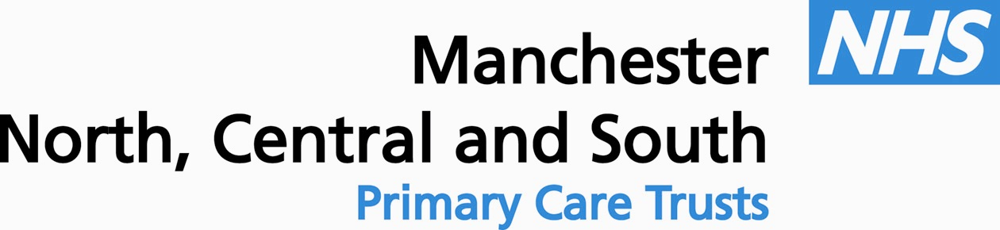 Manchester
NHS
North, Central and South
Primary Care Trusts